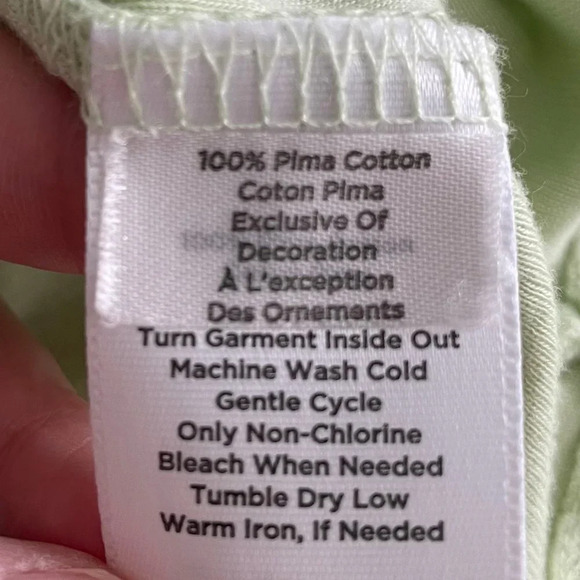 100% Pima Cotton
Coton Pima
Exclusive Of
Decoration
À L'exception
Des Ornements
Turn Garment Inside Out
Machine Wash Cold
Gentle Cycle
Only Non-Chlorine
Bleach When Needed
Tumble Dry Low
Warm Iron, If Needed